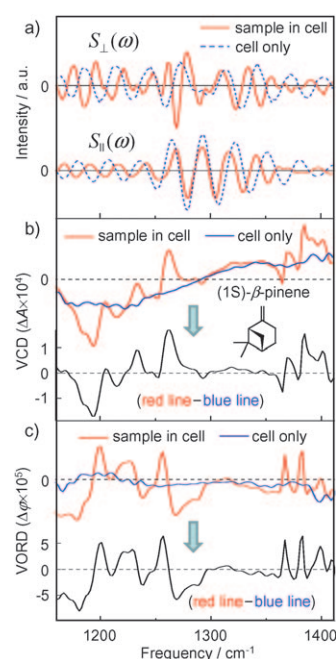 a)
sample in cell
cell only
S⊥(ω)
0
S||(ω)
0
Intensity / a.u.
b)
sample in cell
cell only
0
(1S)-β-pinene
VCD (ΔA×10⁴)
1
0
-1
(red line–blue line)
c)
sample in cell
cell only
0
VORD (Δφ×10⁵)
5
0
-5
(red line–blue line)
1200 1300 1400
Frequency / cm⁻¹